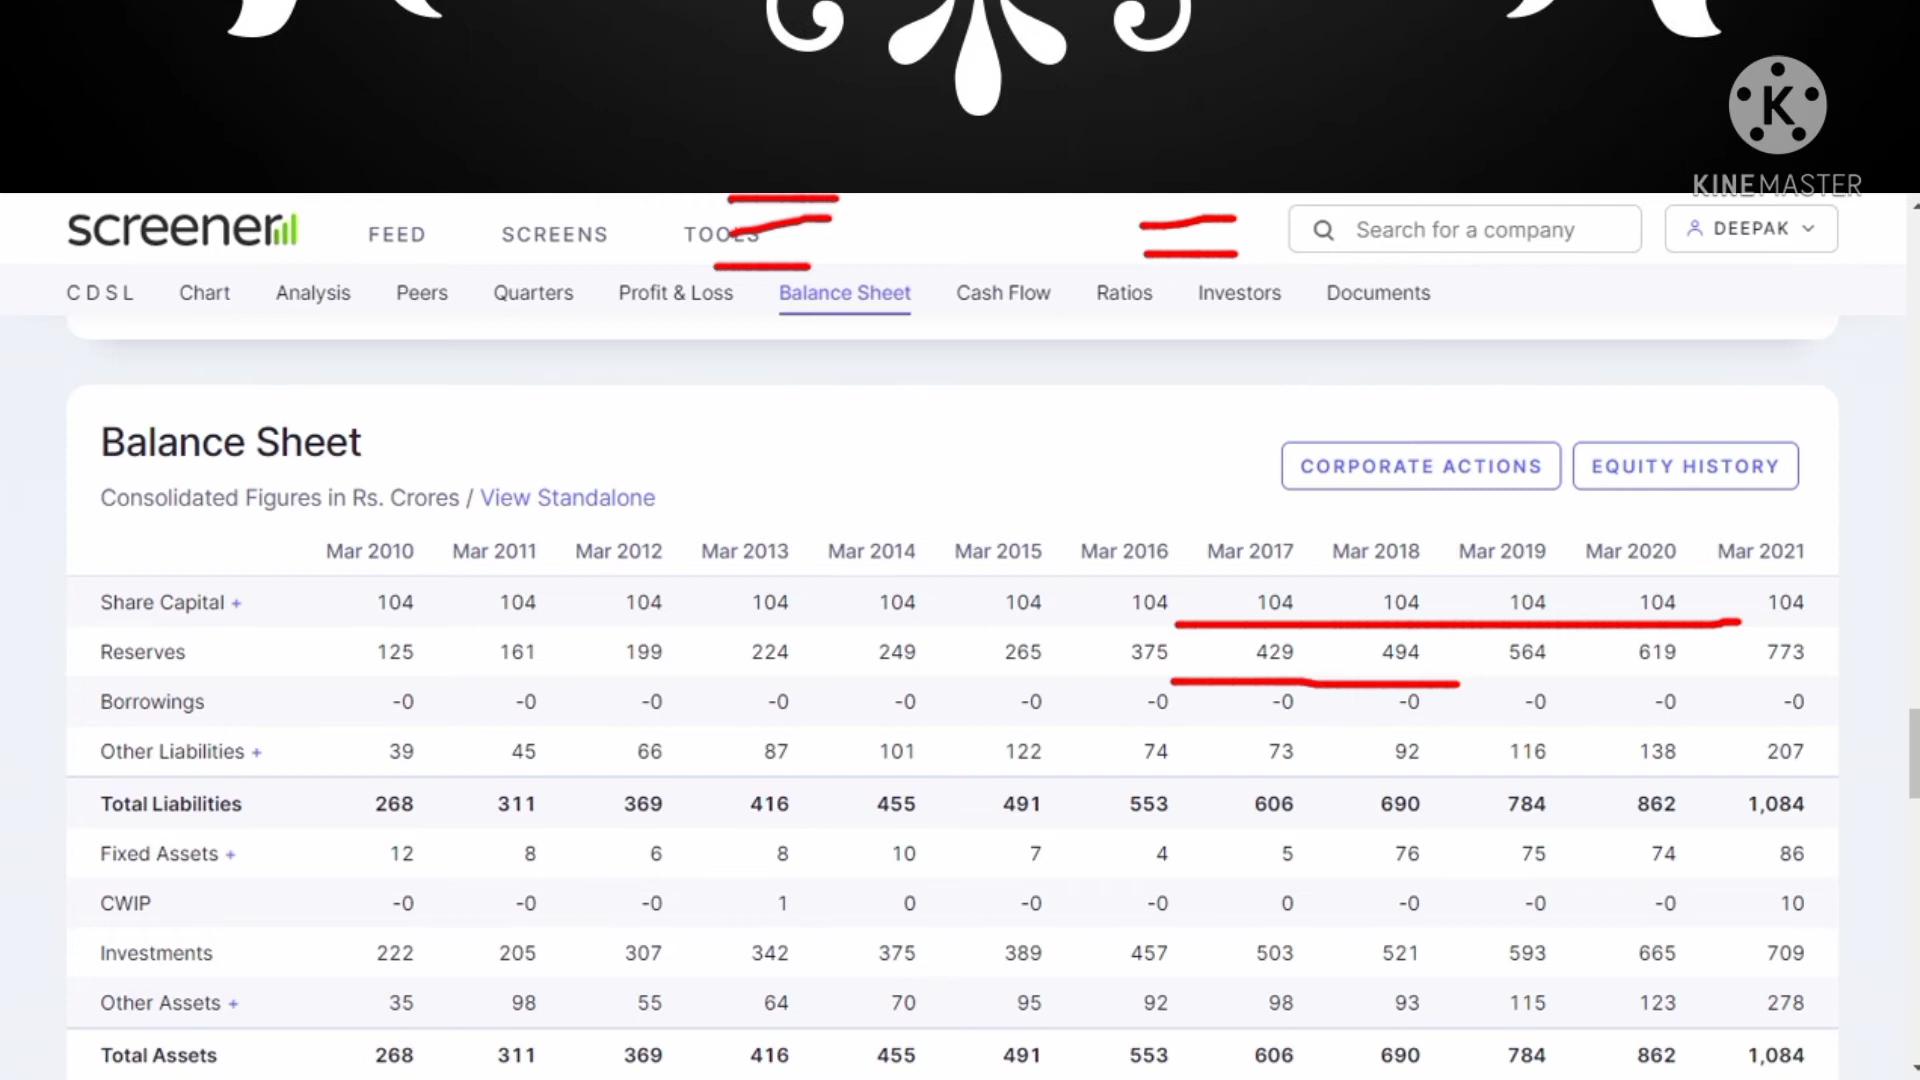 K
KINEMASTER
screener FEED SCREENS TOOLS Search for a company DEEPAK
C D S L Chart Analysis Peers Quarters Profit & Loss Balance Sheet Cash Flow Ratios Investors Documents
Balance Sheet
CORPORATE ACTIONS EQUITY HISTORY
Consolidated Figures in Rs. Crores / View Standalone
Mar 2010 Mar 2011 Mar 2012 Mar 2013 Mar 2014 Mar 2015 Mar 2016 Mar 2017 Mar 2018 Mar 2019 Mar 2020 Mar 2021
Share Capital + 104 104 104 104 104 104 104 104 104 104 104 104
Reserves 125 161 199 224 249 265 375 429 494 564 619 773
Borrowings -0 -0 -0 -0 -0 -0 -0 -0 -0 -0 -0 -0
Other Liabilities + 39 45 66 87 101 122 74 73 92 116 138 207
Total Liabilities 268 311 369 416 455 491 553 606 690 784 862 1,084
Fixed Assets + 12 8 6 8 10 7 4 5 76 75 74 86
CWIP -0 -0 -0 1 0 -0 -0 0 -0 -0 -0 10
Investments 222 205 307 342 375 389 457 503 521 593 665 709
Other Assets + 35 98 55 64 70 95 92 98 93 115 123 278
Total Assets 268 311 369 416 455 491 553 606 690 784 862 1,084